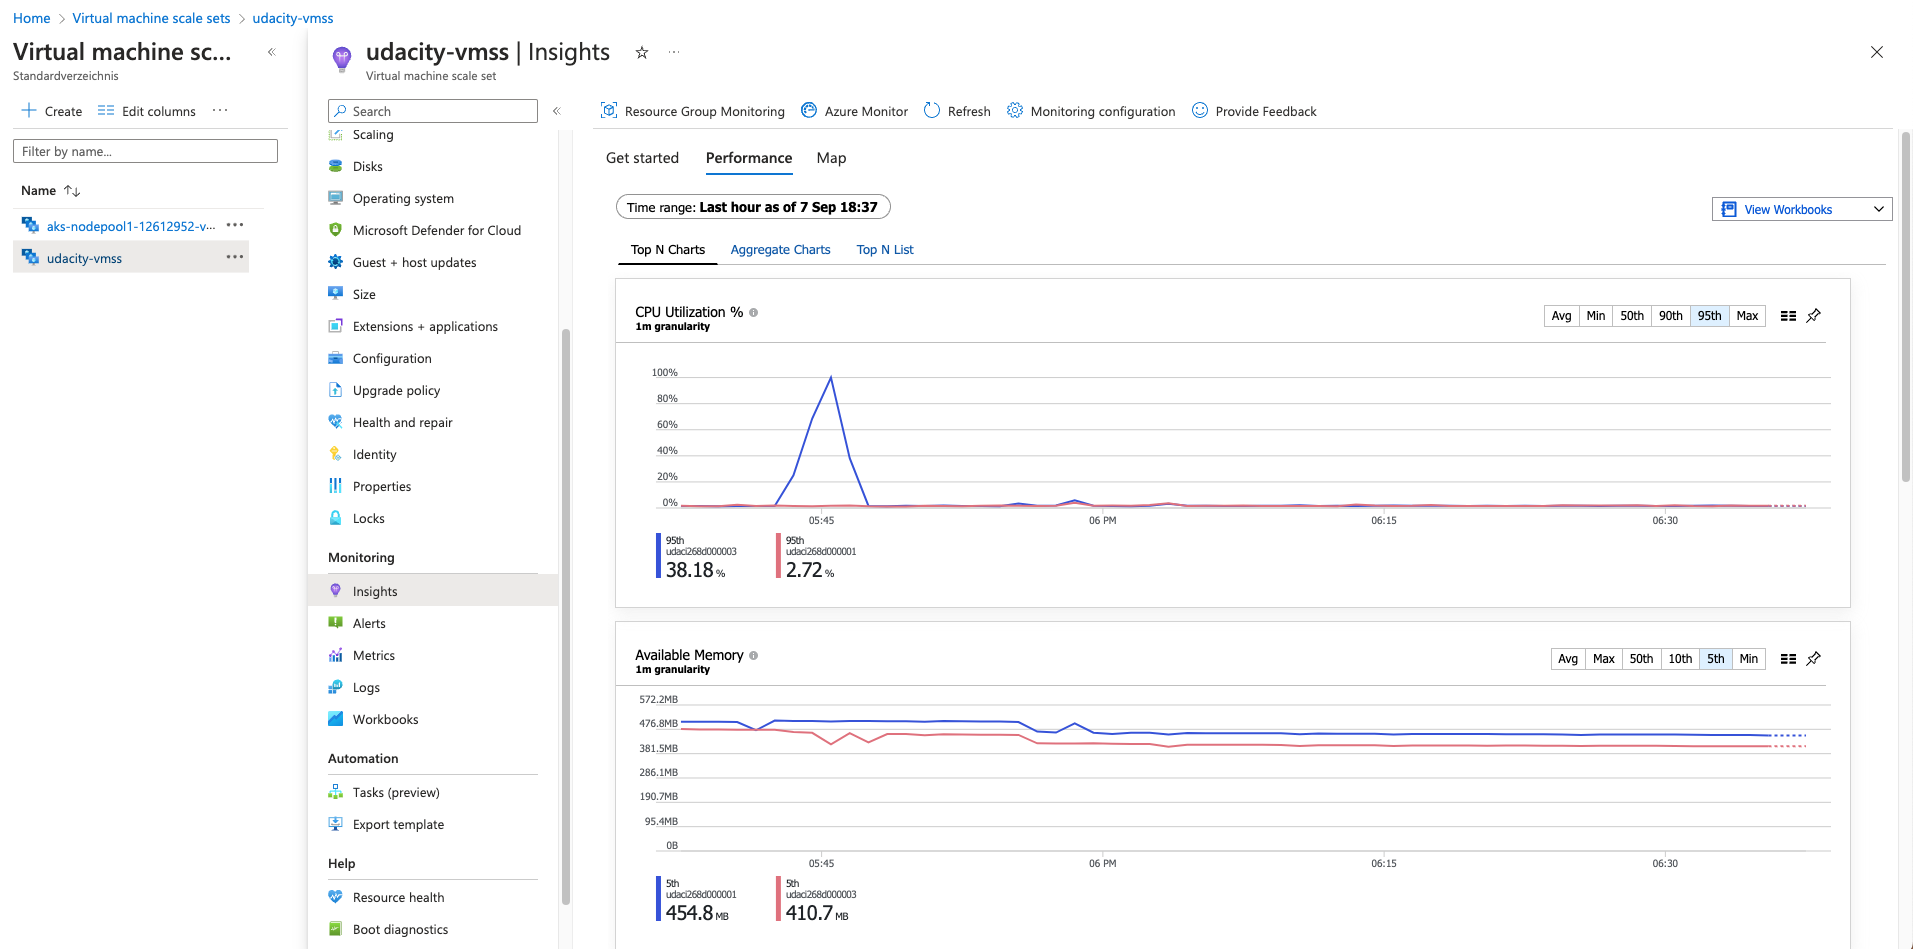 Home > Virtual machine scale sets > udacity-vmss
Virtual machine sc...
Standardverzeichnis
Create
Edit columns
Filter by name...
Name
aks-nodepool1-12612952-v...
udacity-vmss
udacity-vmss | Insights
Virtual machine scale set
Search
Scaling
Disks
Operating system
Microsoft Defender for Cloud
Guest + host updates
Size
Extensions + applications
Configuration
Upgrade policy
Health and repair
Identity
Properties
Locks
Monitoring
Insights
Alerts
Metrics
Logs
Workbooks
Automation
Tasks (preview)
Export template
Help
Resource health
Boot diagnostics
Resource Group Monitoring
Azure Monitor
Refresh
Monitoring configuration
Provide Feedback
Get started
Performance
Map
Time range: Last hour as of 7 Sep 18:37
View Workbooks
Top N Charts
Aggregate Charts
Top N List
CPU Utilization %
1m granularity
Avg Min 50th 90th 95th Max
100%
80%
60%
40%
20%
0%
05:45 06 PM 06:15 06:30
95th
udaci268d000003
38.18 %
95th
udaci268d000001
2.72 %
Available Memory
1m granularity
Avg Max 50th 10th 5th Min
572.2MB
476.8MB
381.5MB
286.1MB
190.7MB
95.4MB
0B
05:45 06 PM 06:15 06:30
5th
udaci268d000001
454.8 MB
5th
udaci268d000003
410.7 MB